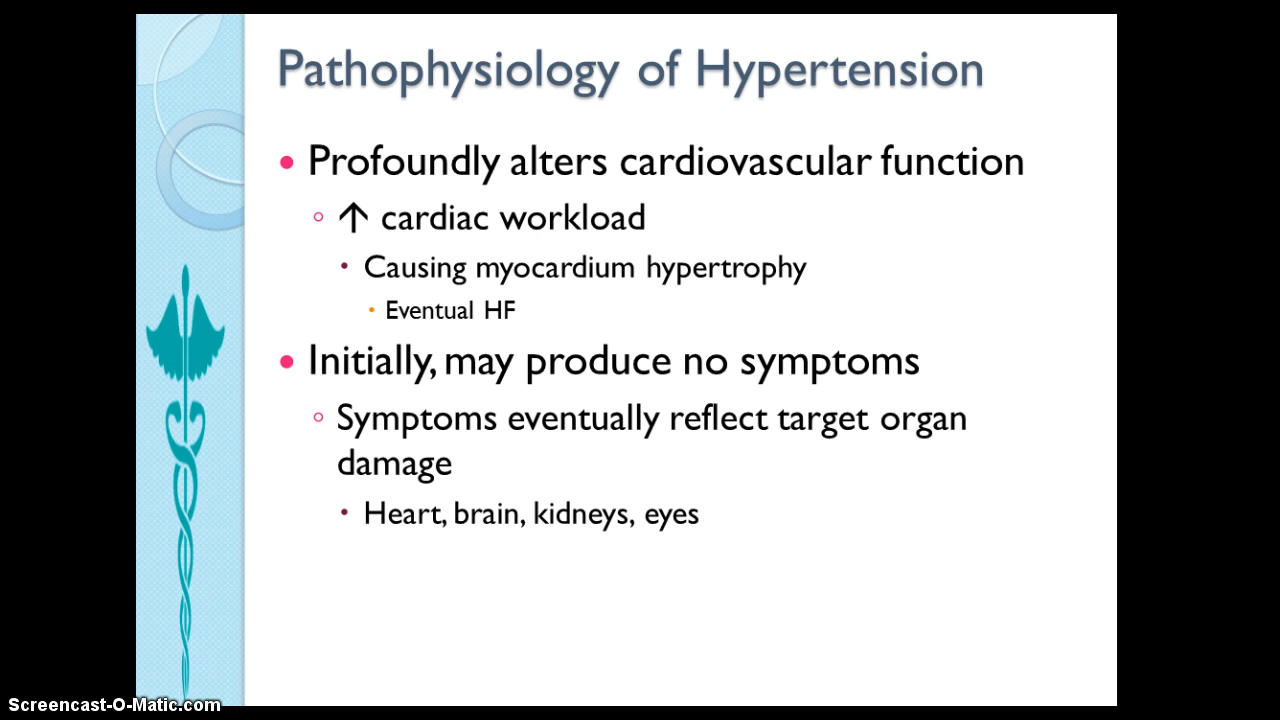 Pathophysiology of Hypertension
• Profoundly alters cardiovascular function
◦ ↑ cardiac workload
• Causing myocardium hypertrophy
• Eventual HF
• Initially, may produce no symptoms
◦ Symptoms eventually reflect target organ
damage
• Heart, brain, kidneys, eyes
Screencast-O-Matic.com